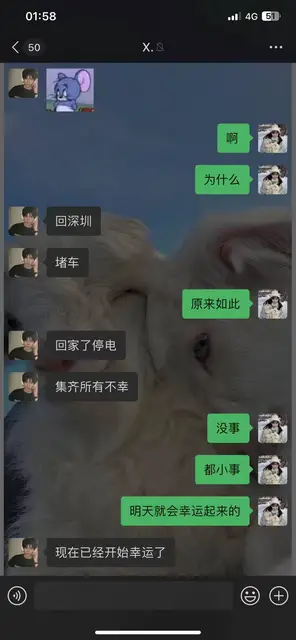 01:58
4G
51
50
X.&
啊
为什么
回深圳
堵车
原来如此
回家了停电
集齐所有不幸
没事
都小事
明天就会幸运起来的
现在已经开始幸运了